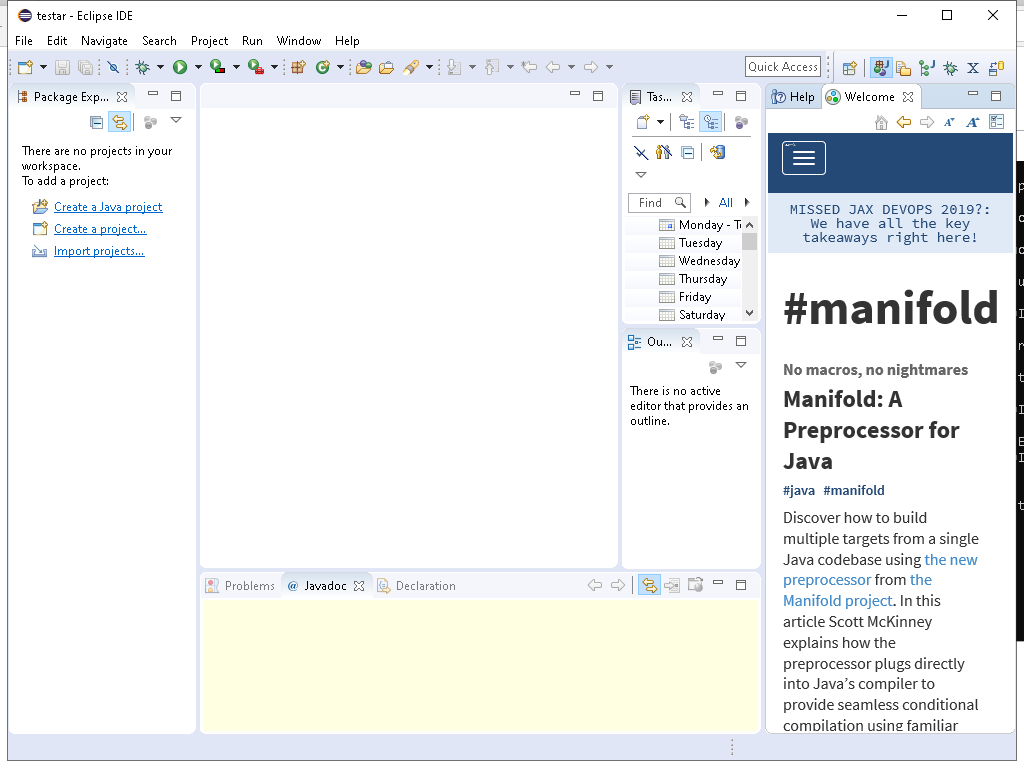 testar - Eclipse IDE
File Edit Navigate Search Project Run Window Help
Quick Access
Package Exp...
There are no projects in your
workspace.
To add a project:
Create a Java project
Create a project...
Import projects...
Tas...
Find
All
Monday - T
Tuesday
Wednesday
Thursday
Friday
Saturday
Ou...
There is no active
editor that provides an
outline.
Problems
@ Javadoc
Declaration
Help
Welcome
MISSED JAX DEVOPS 2019?:
We have all the key
takeaways right here!
#manifold
No macros, no nightmares
Manifold: A
Preprocessor for
Java
#java #manifold
Discover how to build
multiple targets from a single
Java codebase using the new
preprocessor from the
Manifold project. In this
article Scott McKinney
explains how the
preprocessor plugs directly
into Java’s compiler to
provide seamless conditional
compilation using familiar